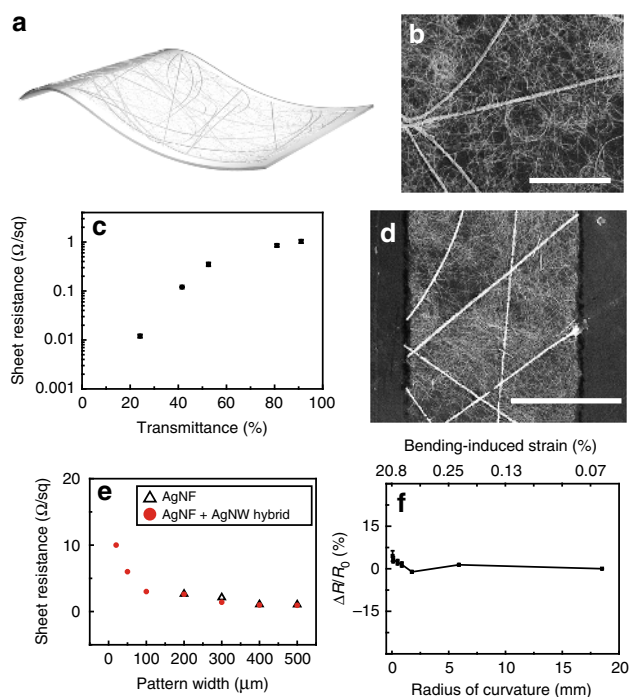 a
b
c
Sheet resistance (Ω/sq)
1
0.1
0.01
0.001
0 20 40 60 80 100
Transmittance (%)
d
e
Sheet resistance (Ω/sq)
20
10
0
AgNF
AgNF + AgNW hybrid
0 100 200 300 400 500
Pattern width (μm)
Bending-induced strain (%)
20.8 0.25 0.13 0.07
f
ΔR/R0 (%)
15
0
−15
0 5 10 15 20
Radius of curvature (mm)